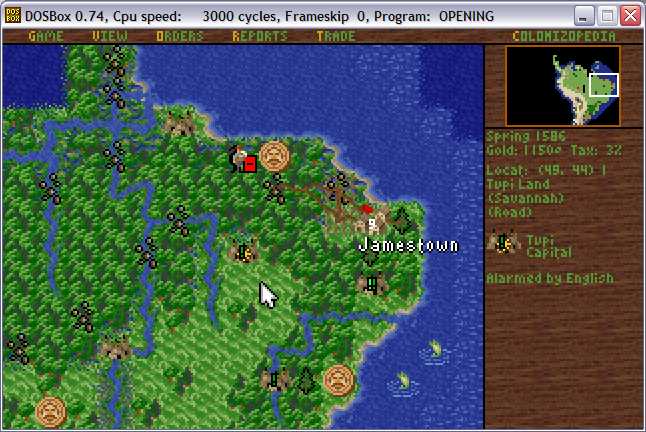 DOSBox 0.74, Cpu speed: 3000 cycles, Frameskip 0, Program: OPENING
GAME VIEW ORDERS REPORTS TRADE COLONIZOPEDIA
Spring 1586
Gold: 1150¢ Tax: 3%
Locat: (49, 44) 1
Tupi Land
(Savannah)
(Road)
Tupi
Capital
Alarmed by English
8
Jamestown